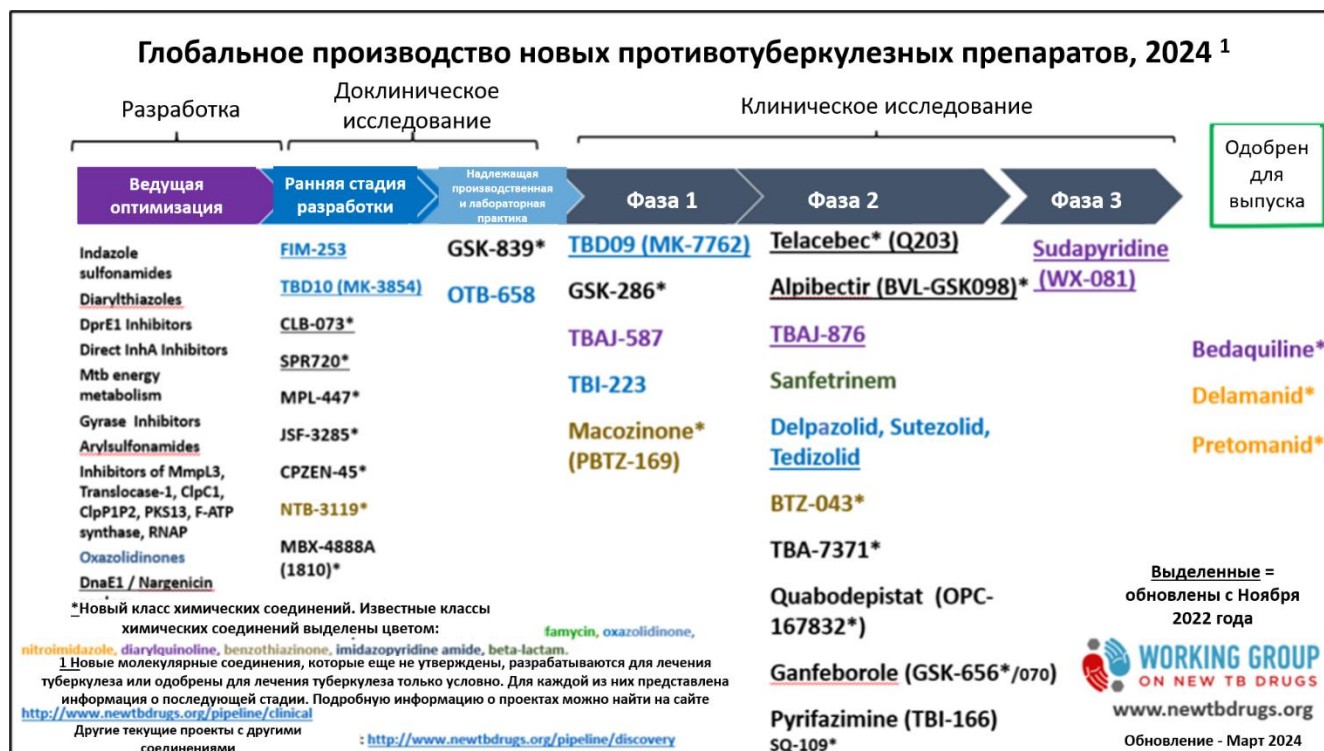 Глобальное производство новых противотуберкулезных препаратов, 2024 ¹
Разработка
Доклиническое
исследование
Клиническое исследование
Одобрен
для
выпуска
Ведущая
оптимизация
Ранняя стадия
разработки
Надлежащая
производственная
и лабораторная
практика
Фаза 1
Фаза 2
Фаза 3
Indazole
sulfonamides
Diarylthiazoles
DprE1 Inhibitors
Direct InhA Inhibitors
Mtb energy
metabolism
Gyrase Inhibitors
Arylsulfonamides
Inhibitors of MmpL3,
Translocase-1, ClpC1,
ClpP1P2, PKS13, F-ATP
synthase, RNAP
Oxazolidinones
DnaE1 / Nargenicin
FIM-253
TBD10 (MK-3854)
CLB-073*
SPR720*
MPL-447*
JSF-3285*
CPZEN-45*
NTB-3119*
MBX-4888A
(1810)*
GSK-839*
OTB-658
TBD09 (MK-7762)
GSK-286*
TBAJ-587
TBI-223
Macozinone*
(PBTZ-169)
Telacebec* (Q203)
Alpibectir (BVL-GSK098)*
TBAJ-876
Sanfetrinem
Delpazolid, Sutezolid,
Tedizolid
BTZ-043*
TBA-7371*
Quabodepistat (OPC-
167832*)
Ganfeborole (GSK-656*/070)
Pyrifazimine (TBI-166)
SQ-109*
Sudapyridine
(WX-081)
Bedaquiline*
Delamanid*
Pretomanid*
*Новый класс химических соединений. Известные классы
химических соединений выделены цветом:
famycin, oxazolidinone,
nitroimidazole, diarylquinoline, benzothiazinone, imidazopyridine amide, beta-lactam.
1 Новые молекулярные соединения, которые еще не утверждены, разрабатываются для лечения
туберкулеза или одобрены для лечения туберкулеза только условно. Для каждой из них представлена
информация о последующей стадии. Подробную информацию о проектах можно найти на сайте
http://www.newtbdrugs.org/pipeline/clinical
Другие текущие проекты с другими
соединениями
: http://www.newtbdrugs.org/pipeline/discovery
Выделенные =
обновлены с Ноября
2022 года
WORKING GROUP
ON NEW TB DRUGS
www.newtbdrugs.org
Обновление - Март 2024